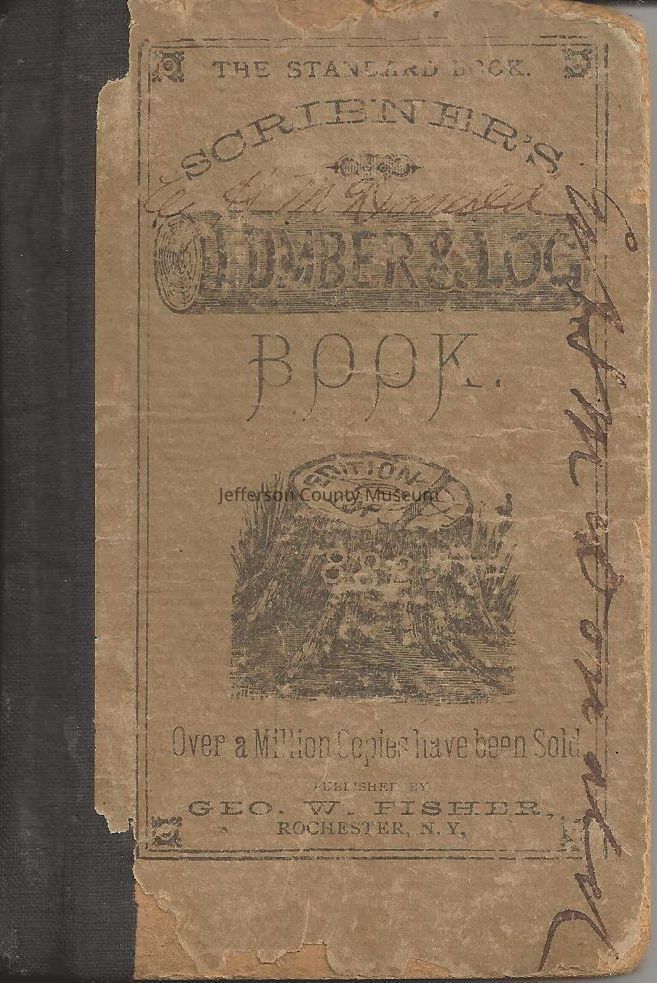 THE STANDARD BOOK.
SCRIBNER'S
E H McDonald
LUMBER & LOG
BOOK.
EDITION
OF
Jefferson County Museum
Over a Million Copies have been Sold
PUBLISHED BY
GEO. W. FISHER,
ROCHESTER, N. Y,